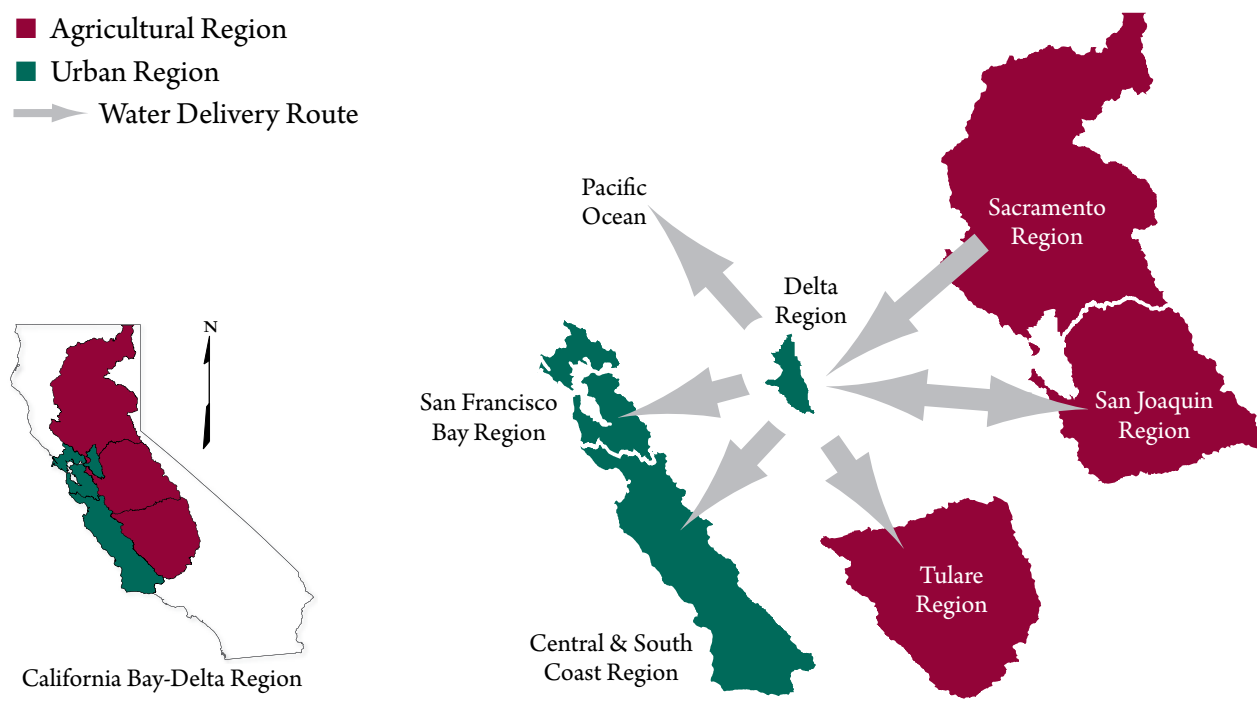 Agricultural Region
Urban Region
Water Delivery Route
Pacific
Ocean
Sacramento
Region
Delta
Region
N
San Francisco
Bay Region
San Joaquin
Region
Tulare
Region
Central & South
Coast Region
California Bay-Delta Region